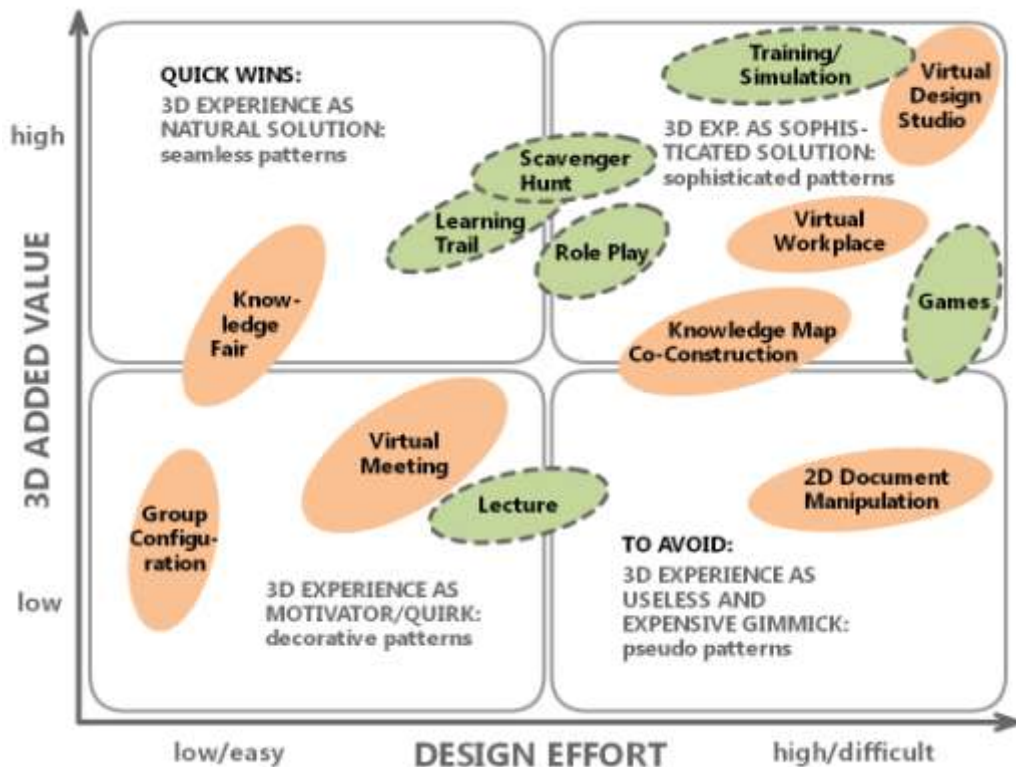 3D ADDED VALUE
high
low
QUICK WINS:
3D EXPERIENCE AS
NATURAL SOLUTION:
seamless patterns
Training/
Simulation
Virtual
Design
Studio
3D EXP. AS SOPHIS-
TICATED SOLUTION:
sophisticated patterns
Scavenger
Hunt
Learning
Trail
Role Play
Virtual
Workplace
Games
Know-
ledge
Fair
Knowledge Map
Co-Construction
Virtual
Meeting
Lecture
2D Document
Manipulation
Group
Configu-
ration
3D EXPERIENCE AS
MOTIVATOR/QUIRK:
decorative patterns
TO AVOID:
3D EXPERIENCE AS
USELESS AND
EXPENSIVE GIMMICK:
pseudo patterns
low/easy
DESIGN EFFORT
high/difficult